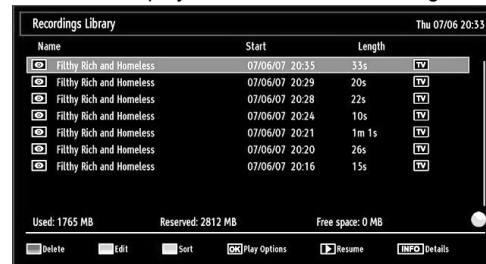 Recordings Library Thu 07/06 20:33
Name Start Length
Filthy Rich and Homeless 07/06/07 20:35 33s TV
Filthy Rich and Homeless 07/06/07 20:29 20s TV
Filthy Rich and Homeless 07/06/07 20:28 22s TV
Filthy Rich and Homeless 07/06/07 20:24 10s TV
Filthy Rich and Homeless 07/06/07 20:21 1m 1s TV
Filthy Rich and Homeless 07/06/07 20:20 26s TV
Filthy Rich and Homeless 07/06/07 20:16 15s TV
Used: 1765 MB Reserved: 2812 MB Free space: 0 MB
Delete Edit Sort OK Play Options Resume INFO Details